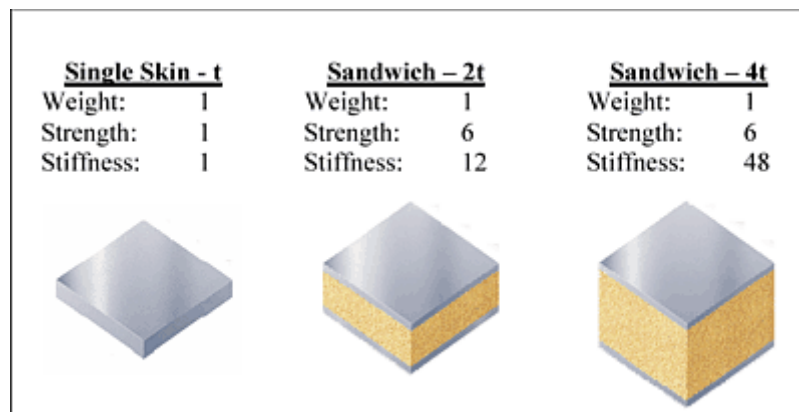 Single Skin - t
Weight: 1
Strength: 1
Stiffness: 1
Sandwich – 2t
Weight: 1
Strength: 6
Stiffness: 12
Sandwich – 4t
Weight: 1
Strength: 6
Stiffness: 48